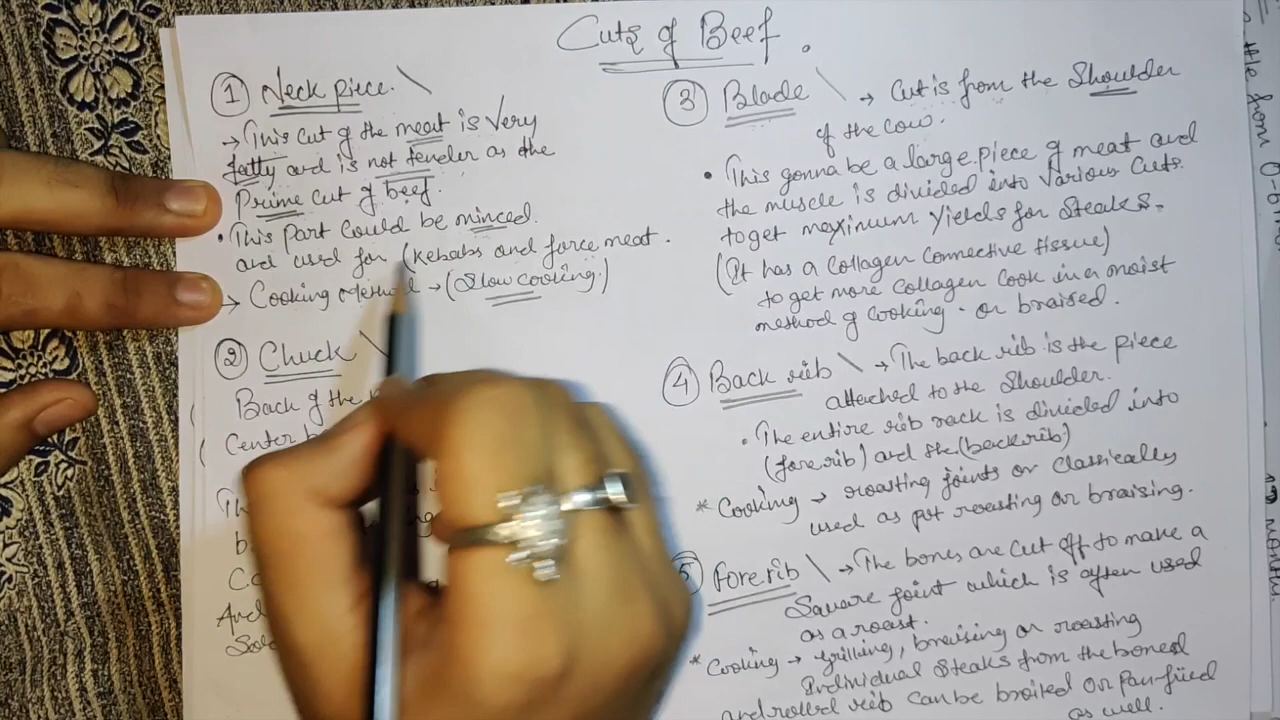 Cuts of Beef.
① Neck piece.
→ This cut of the meat is very
fatty and is not tender as the
Prime cut of beef.
• This part could be minced.
and used for (kebabs and force meat.
→ Cooking Method → (Slow cooking.)
② Chuck
Back of the
Center b
Th
b
Co
And
③ Blade → Cut is from the Shoulder
of the cow.
• This gonna be a large piece of meat and
the muscle is divided into various cuts.
to get maximum yields for Steaks.
(It has a collagen connective tissue)
to get more collagen cook in a moist
method of cooking. or braised.
④ Back rib → The back rib is the piece
attached to the Shoulder.
• The entire rib rack is divided into
(fore rib) and the (back rib)
* Cooking → roasting joints or classically
used as pot roasting or braising.
⑤ Fore rib → The bones are cut off to make a
Square joint which is often used
as a roast.
* Cooking → grilling, braising or roasting
Individual Steaks from the boned
and rolled rib can be broiled or Pan-fried
as well.
the from 0-6
months.